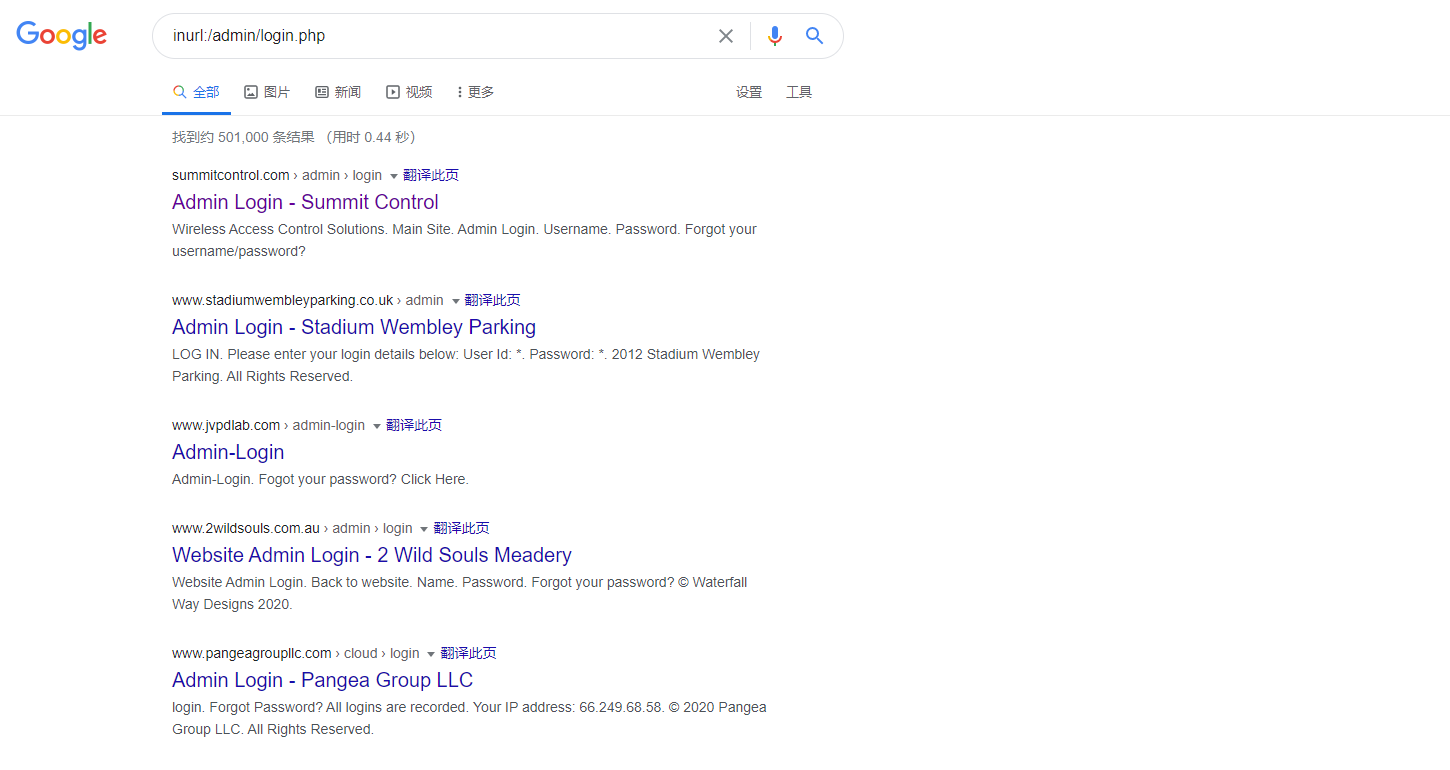 Google
inurl:/admin/login.php
全部 图片 新闻 视频 更多 设置 工具
找到约 501,000 条结果 （用时 0.44 秒）
summitcontrol.com › admin › login 翻译此页
Admin Login - Summit Control
Wireless Access Control Solutions. Main Site. Admin Login. Username. Password. Forgot your
username/password?
www.stadiumwembleyparking.co.uk › admin 翻译此页
Admin Login - Stadium Wembley Parking
LOG IN. Please enter your login details below: User Id: *. Password: *. 2012 Stadium Wembley
Parking. All Rights Reserved.
www.jvpdlab.com › admin-login 翻译此页
Admin-Login
Admin-Login. Fogot your password? Click Here.
www.2wildsouls.com.au › admin › login 翻译此页
Website Admin Login - 2 Wild Souls Meadery
Website Admin Login. Back to website. Name. Password. Forgot your password? © Waterfall
Way Designs 2020.
www.pangeagroupllc.com › cloud › login 翻译此页
Admin Login - Pangea Group LLC
login. Forgot Password? All logins are recorded. Your IP address: 66.249.68.58. © 2020 Pangea
Group LLC. All Rights Reserved.